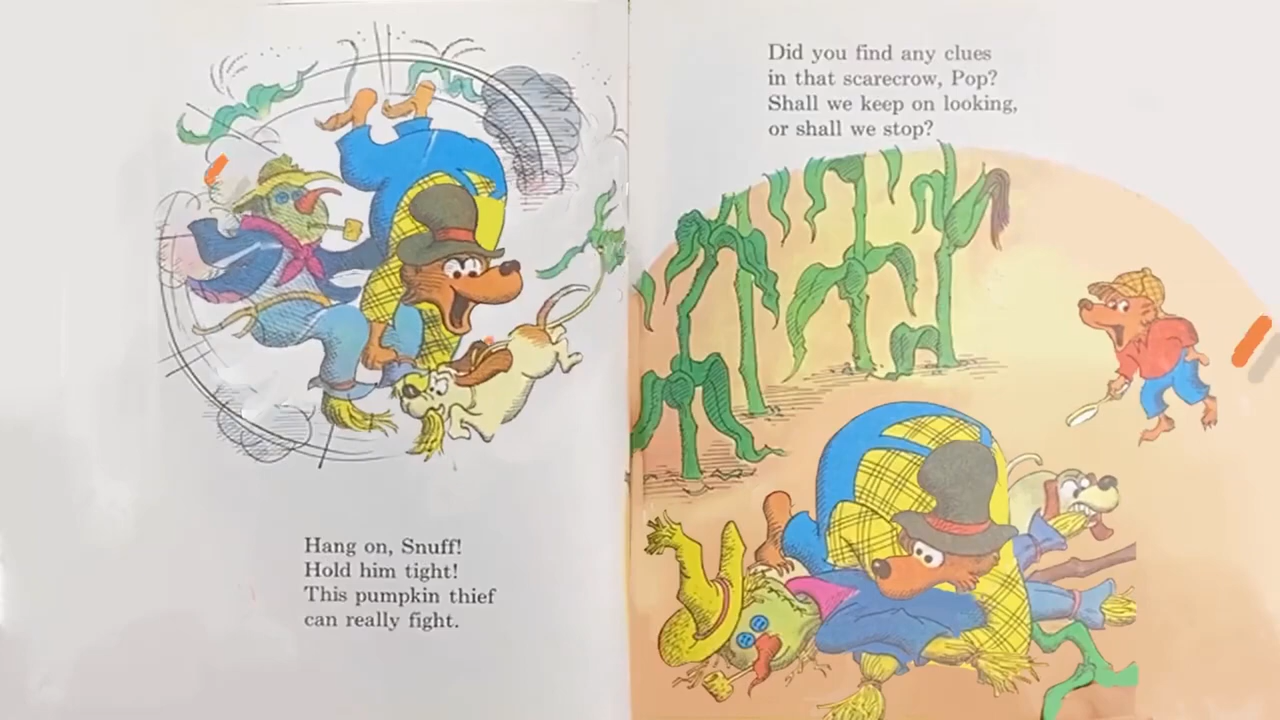 Hang on, Snuff!
Hold him tight!
This pumpkin thief
can really fight.
Did you find any clues
in that scarecrow, Pop?
Shall we keep on looking,
or shall we stop?